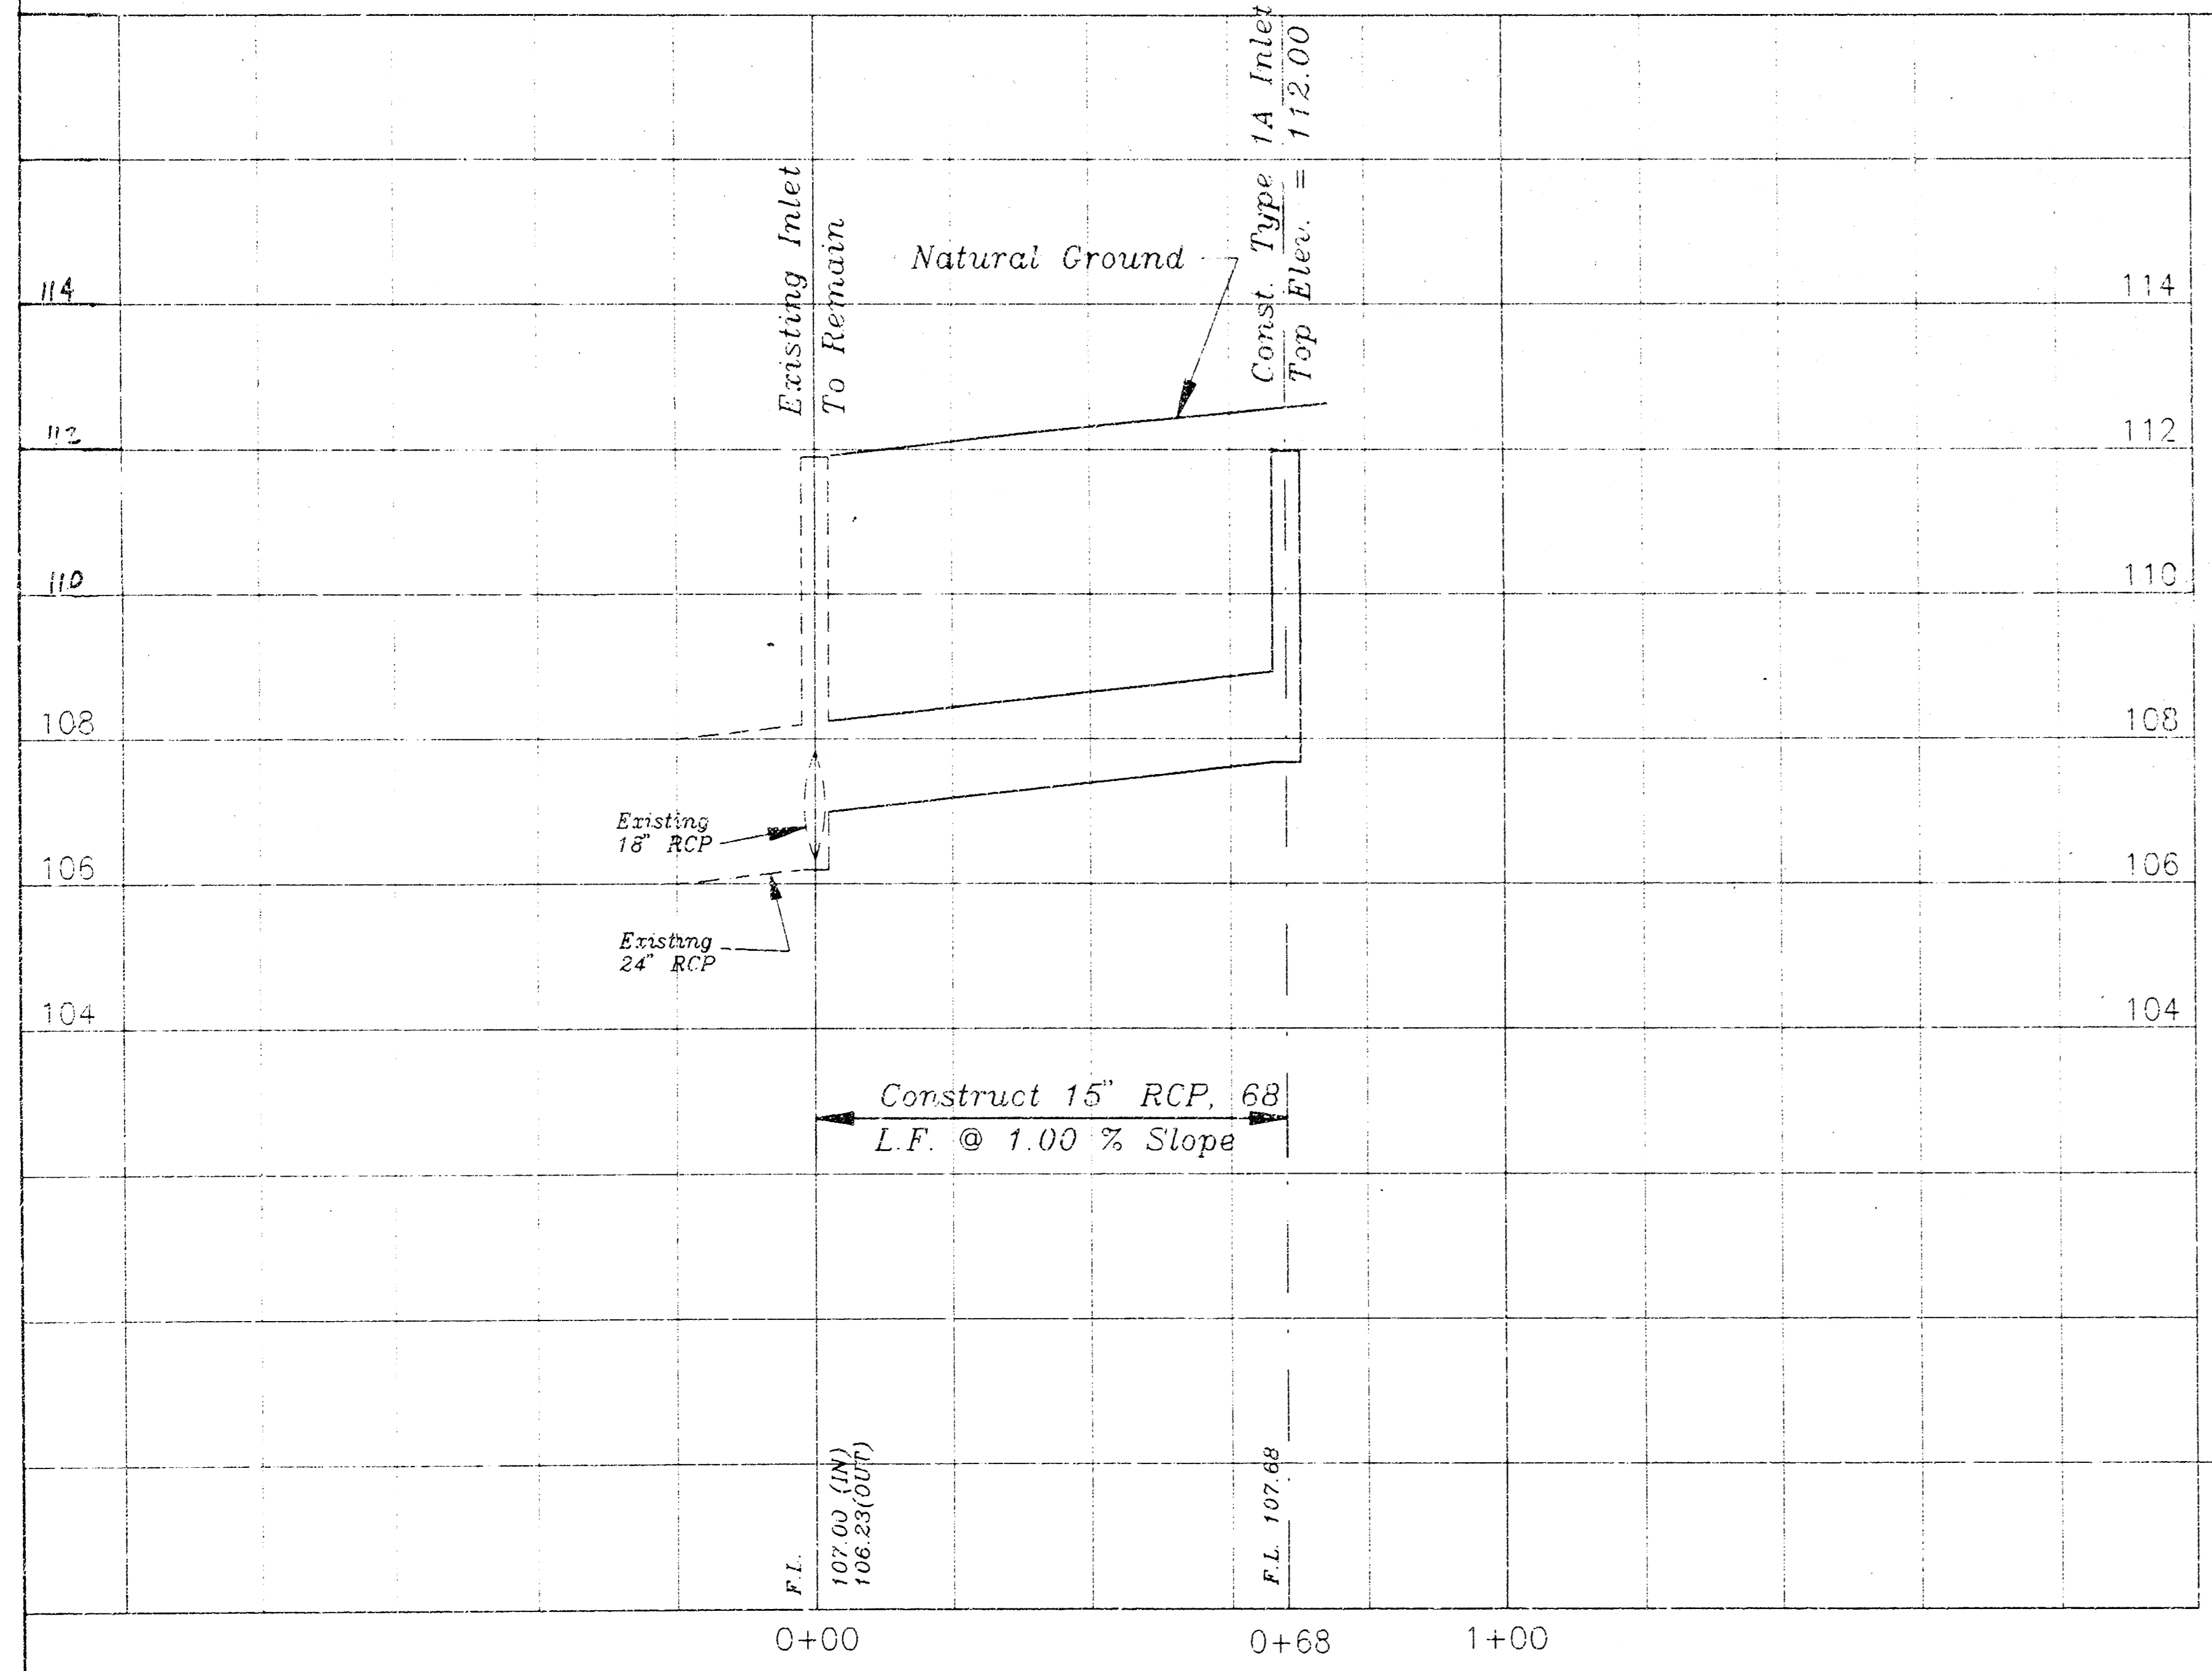 Const. Type 1A Inlet
Top Elev. = 112.00
Existing Inlet
To Remain
Natural Ground
114
114
112
112
110
110
108
108
Existing
18" RCP
106
106
Existing
24" RCP
104
104
Construct 15" RCP, 68
L.F. @ 1.00 % Slope
F.L.
107.00 (IN)
106.23(OUT)
F.L. 107.68
0+00
0+68
1+00